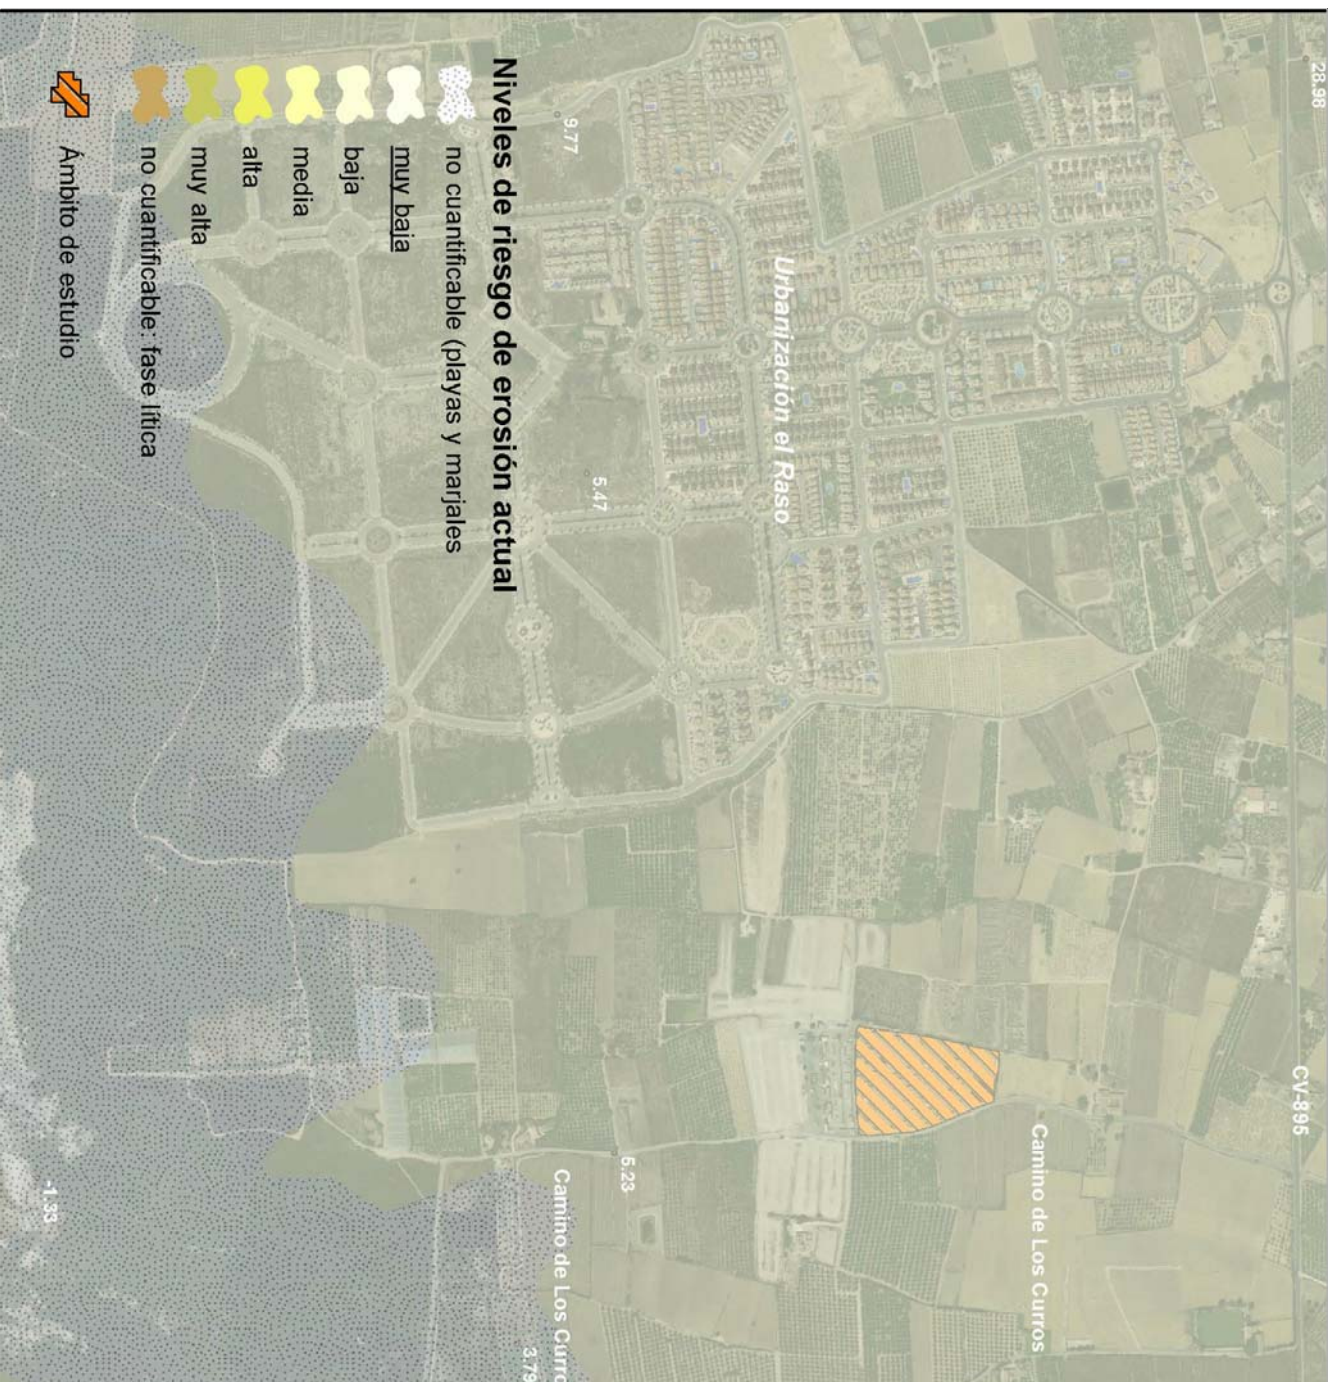 28.98
CV-895
Camino de Los Curros
Urbanización el Raso
9.77
5.47
5.23
Camino de Los Curro
3.79
-1.33
Niveles de riesgo de erosión actual
no cuantificable (playas y marjales
muy baja
baja
media
alta
muy alta
no cuantificable: fase lítica
Ámbito de estudio